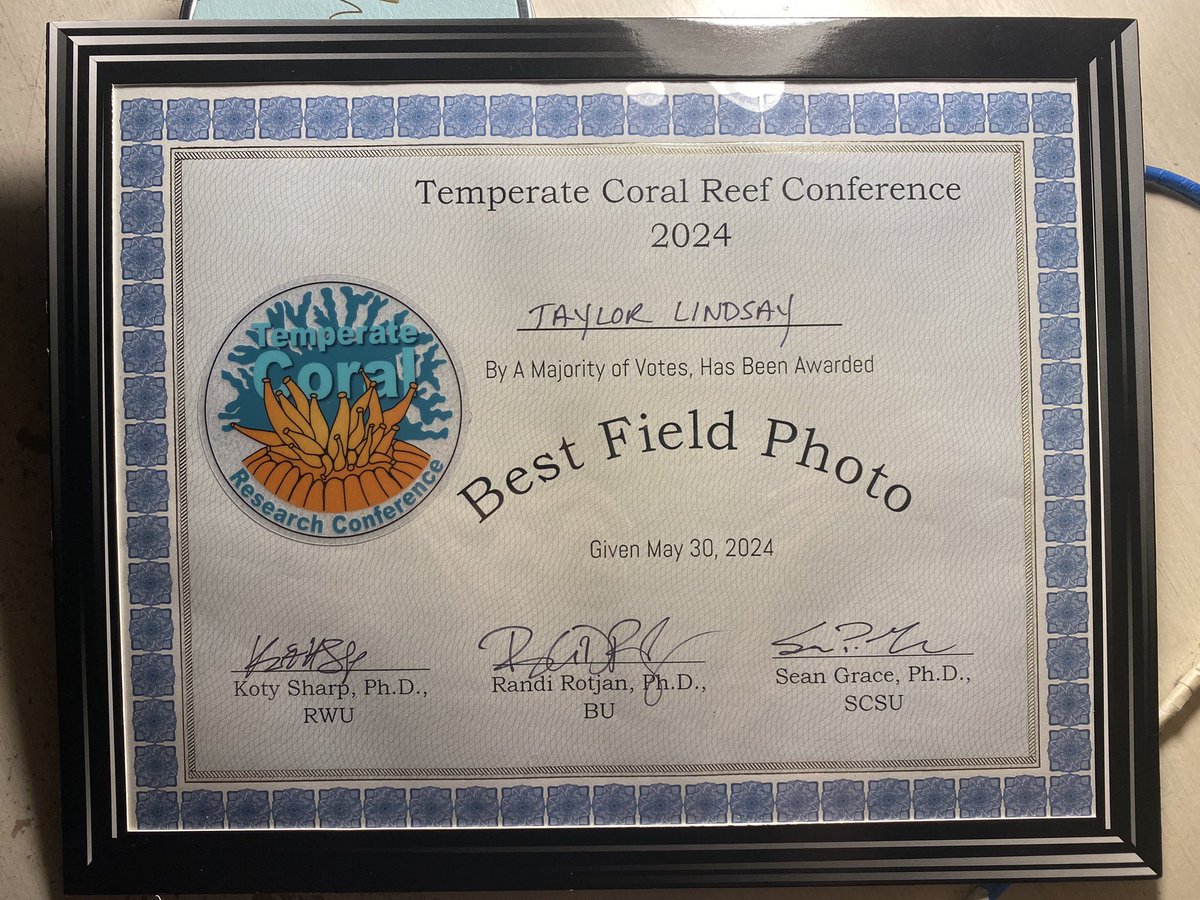 Temperate Coral Reef Conference
2024
TAYLOR LINDSAY
By A Majority of Votes, Has Been Awarded
Best Field Photo
Given May 30, 2024
Temperate
Coral
Research Conference
Koty Sharp, Ph.D.,
RWU
Randi Rotjan, Ph.D.,
BU
Sean Grace, Ph.D.,
SCSU